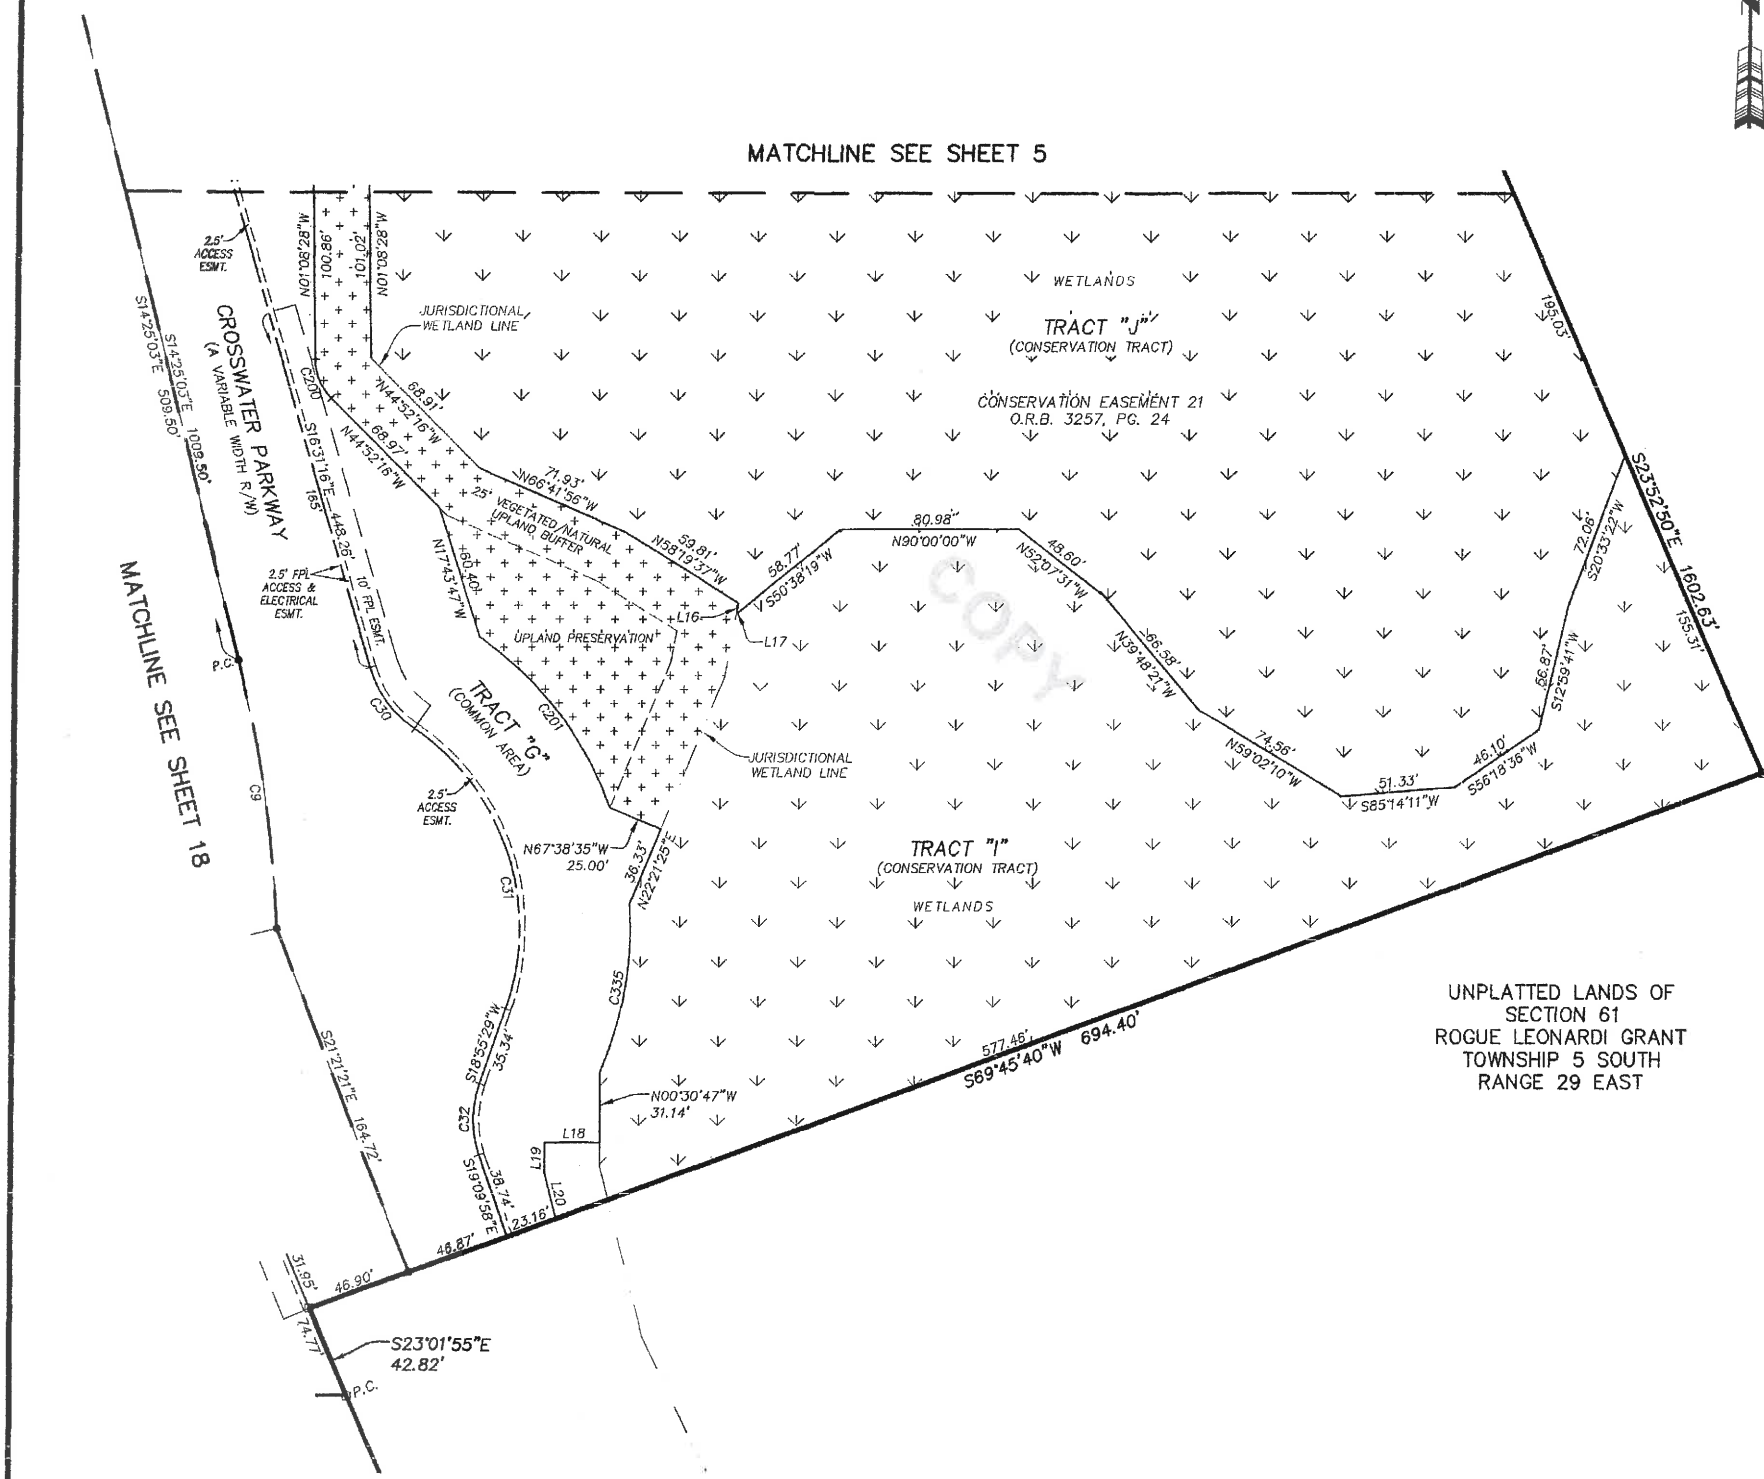 MATCHLINE SEE SHEET 5
N01°08'28"W
100.86'
101.02'
N01°08'28"W
2.5'
ACCESS
ESMT.
S14°25'03"E 509.50'
S14°25'03"E 1009.50'
CROSSWATER PARKWAY
(A VARIABLE WIDTH R/W)
JURISDICTIONAL
WETLAND LINE
WETLANDS
TRACT "J"
(CONSERVATION TRACT)
CONSERVATION EASEMENT 21
O.R.B. 3257, PG. 24
195.03'
C200
68.91'
N44°52'16"W
68.97'
N44°52'16"W
S16°31'16"E 448.26'
165'
10' FPL ESMT.
71.93'
N66°41'56"W
25' VEGETATED/NATURAL
UPLAND BUFFER
59.81'
N58°19'37"W
60.40'
N17°43'47"W
58.77'
S50°38'19"W
80.98'
N90°00'00"W
48.60'
N52°07'31"W
S23°52'50"E 1602.63'
155.31'
72.06'
S20°33'22"W
COPY
2.5' FPL
ACCESS &
ELECTRICAL
ESMT.
MATCHLINE SEE SHEET 18
L16
L17
UPLAND PRESERVATION
66.58'
N39°48'21"W
56.87'
S12°59'41"W
P.C.
C30
TRACT "G"
(COMMON AREA)
C201
74.56'
N59°02'10"W
46.10'
S56°18'36"W
51.33'
S85°14'11"W
JURISDICTIONAL
WETLAND LINE
C9
2.5'
ACCESS
ESMT.
N67°38'35"W
25.00'
36.33'
N22°21'25"E
TRACT "I"
(CONSERVATION TRACT)
WETLANDS
C31
C335
UNPLATTED LANDS OF
SECTION 61
ROGUE LEONARDI GRANT
TOWNSHIP 5 SOUTH
RANGE 29 EAST
S18°55'29"W
35.34'
577.46'
S69°45'40"W 694.40'
S21°21'21"E 164.72'
N00°30'47"W
31.14'
C32
L18
L19
L20
S19°09'58"E
38.74'
23.16'
46.87'
46.90'
31.95'
74.77'
S23°01'55"E
42.82'
P.C.